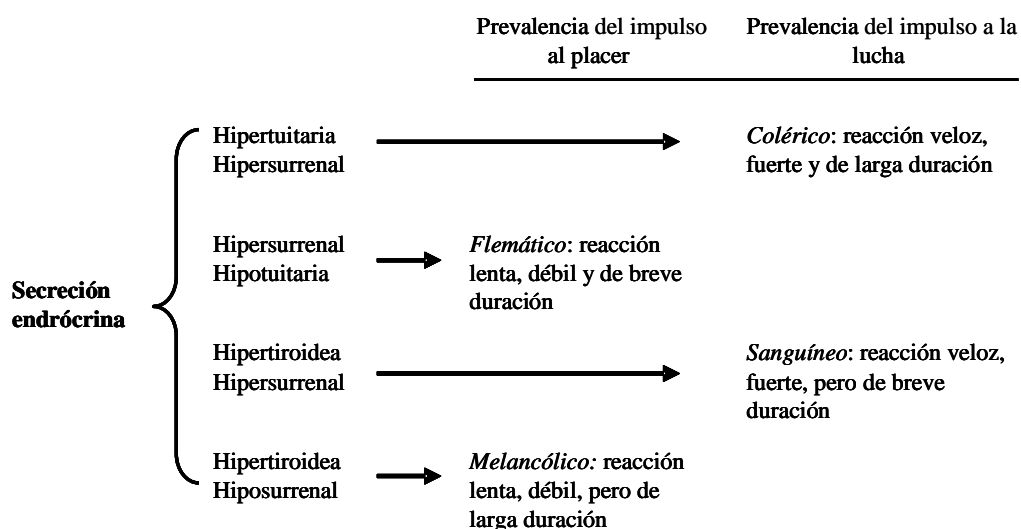 Prevalencia del impulso
al placer
Prevalencia del impulso a la
lucha
Secreción
endrócrina
Hipertuitaria
Hipersurrenal
Colérico: reacción veloz,
fuerte y de larga duración
Hipersurrenal
Hipotuitaria
Flemático: reacción
lenta, débil y de breve
duración
Hipertiroidea
Hipersurrenal
Sanguíneo: reacción veloz,
fuerte, pero de breve
duración
Hipertiroidea
Hiposurrenal
Melancólico: reacción
lenta, débil, pero de
larga duración